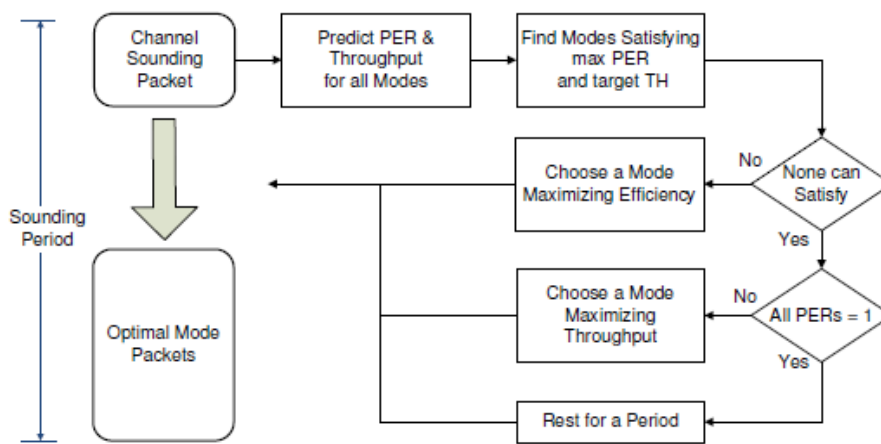 Channel
Sounding
Packet
Predict PER &
Throughput
for all Modes
Find Modes Satisfying
max PER
and target TH
No
None can
Satisfy
Choose a Mode
Maximizing Efficiency
Sounding
Period
Yes
Optimal Mode
Packets
Choose a Mode
Maximizing
Throughput
No
All PERs = 1
Yes
Rest for a Period